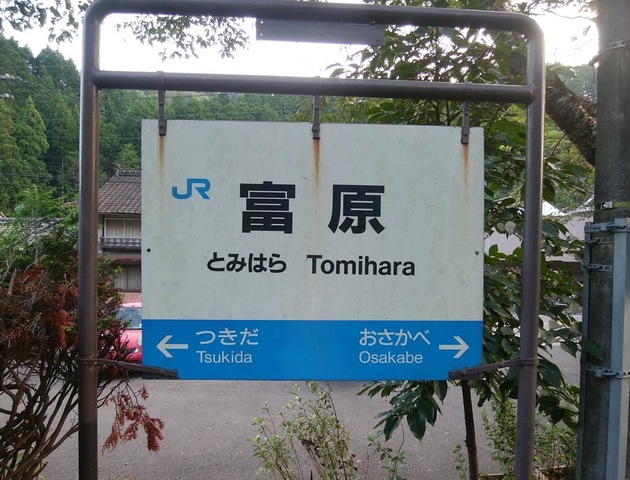 JR 富原
とみはら Tomihara
← つきだ おさかべ →
Tsukida Osakabe